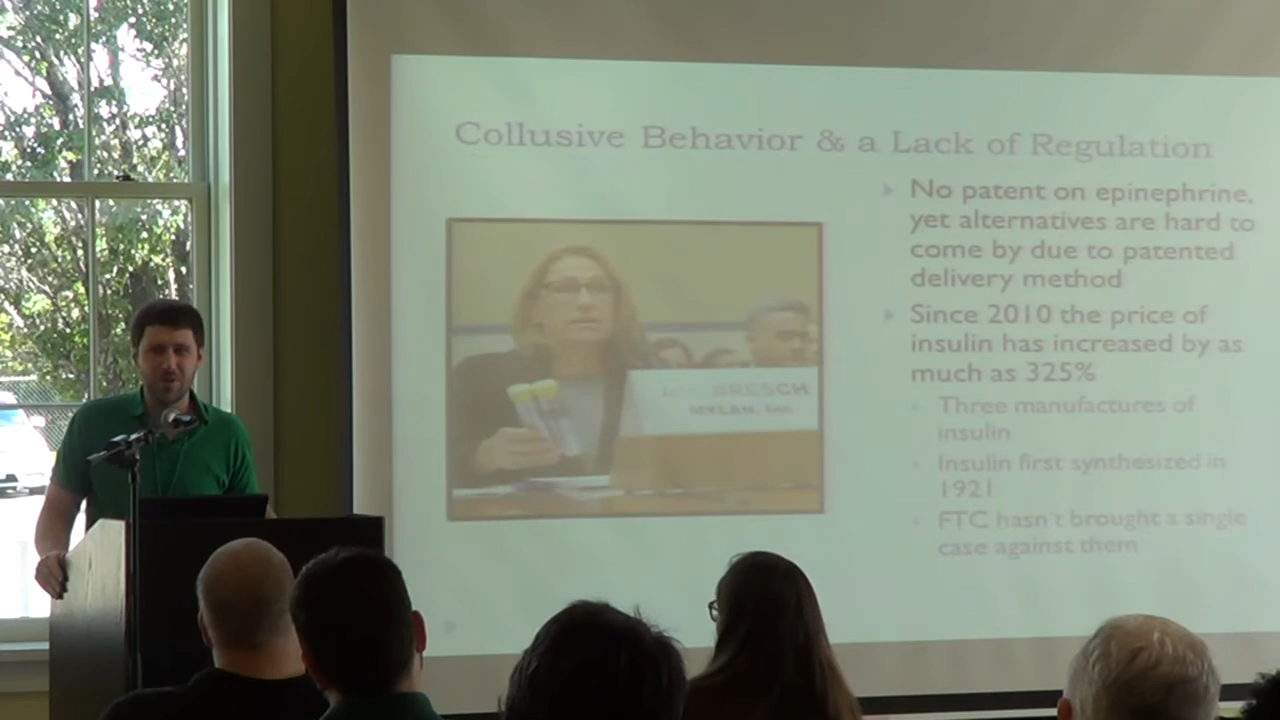 Collusive Behavior & a Lack of Regulation
No patent on epinephrine,
yet alternatives are hard to
come by due to patented
delivery method
Since 2010 the price of
insulin has increased by as
much as 325%
Three manufactures of
insulin
Insulin first synthesized in
1921
FTC hasn't brought a single
case against them
BRESCH
MYLAN, Inc.